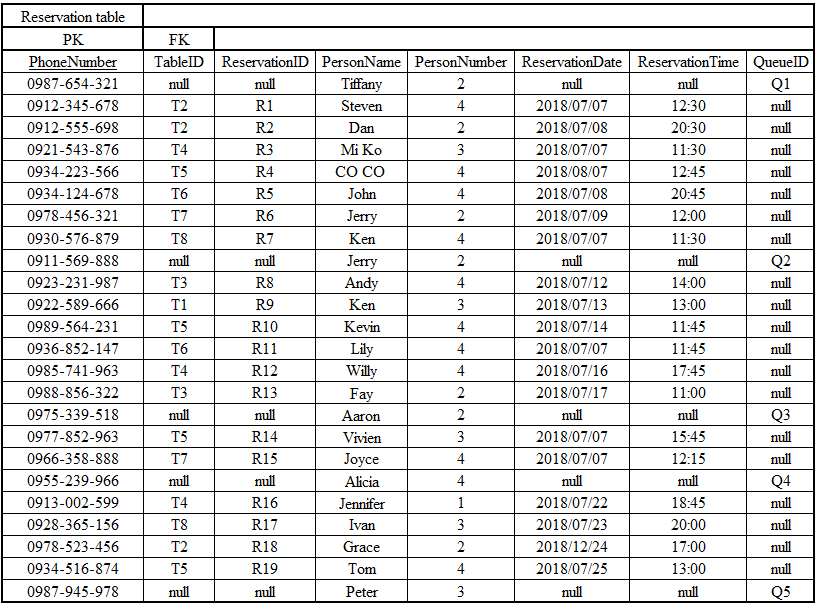 Reservation table
PK FK
PhoneNumber TableID ReservationID PersonName PersonNumber ReservationDate ReservationTime QueueID
0987-654-321 null null Tiffany 2 null null Q1
0912-345-678 T2 R1 Steven 4 2018/07/07 12:30 null
0912-555-698 T2 R2 Dan 2 2018/07/08 20:30 null
0921-543-876 T4 R3 Mi Ko 3 2018/07/07 11:30 null
0934-223-566 T5 R4 CO CO 4 2018/08/07 12:45 null
0934-124-678 T6 R5 John 4 2018/07/08 20:45 null
0978-456-321 T7 R6 Jerry 2 2018/07/09 12:00 null
0930-576-879 T8 R7 Ken 4 2018/07/07 11:30 null
0911-569-888 null null Jerry 2 null null Q2
0923-231-987 T3 R8 Andy 4 2018/07/12 14:00 null
0922-589-666 T1 R9 Ken 3 2018/07/13 13:00 null
0989-564-231 T5 R10 Kevin 4 2018/07/14 11:45 null
0936-852-147 T6 R11 Lily 4 2018/07/07 11:45 null
0985-741-963 T4 R12 Willy 4 2018/07/16 17:45 null
0988-856-322 T3 R13 Fay 2 2018/07/17 11:00 null
0975-339-518 null null Aaron 2 null null Q3
0977-852-963 T5 R14 Vivien 3 2018/07/07 15:45 null
0966-358-888 T7 R15 Joyce 4 2018/07/07 12:15 null
0955-239-966 null null Alicia 4 null null Q4
0913-002-599 T4 R16 Jennifer 1 2018/07/22 18:45 null
0928-365-156 T8 R17 Ivan 3 2018/07/23 20:00 null
0978-523-456 T2 R18 Grace 2 2018/12/24 17:00 null
0934-516-874 T5 R19 Tom 4 2018/07/25 13:00 null
0987-945-978 null null Peter 3 null null Q5